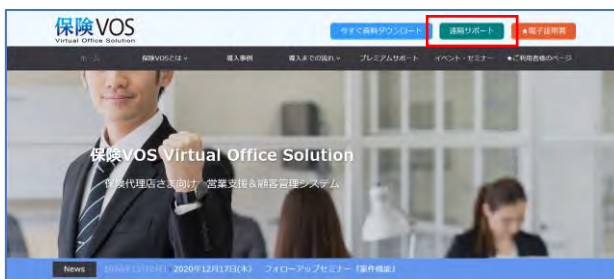 保険VOS
Virtual Office Solution
今すぐ資料ダウンロード
遠隔サポート
★電子証明書
ホーム
保険VOSとは
導入事例
導入までの流れ
プレミアムサポート
イベント・セミナー
★ご利用者様のページ
保険VOS Virtual Office Solution
保険代理店さま向け 営業支援&顧客管理システム
News
2020年12月17日(木) フォローアップセミナー『案件機能』